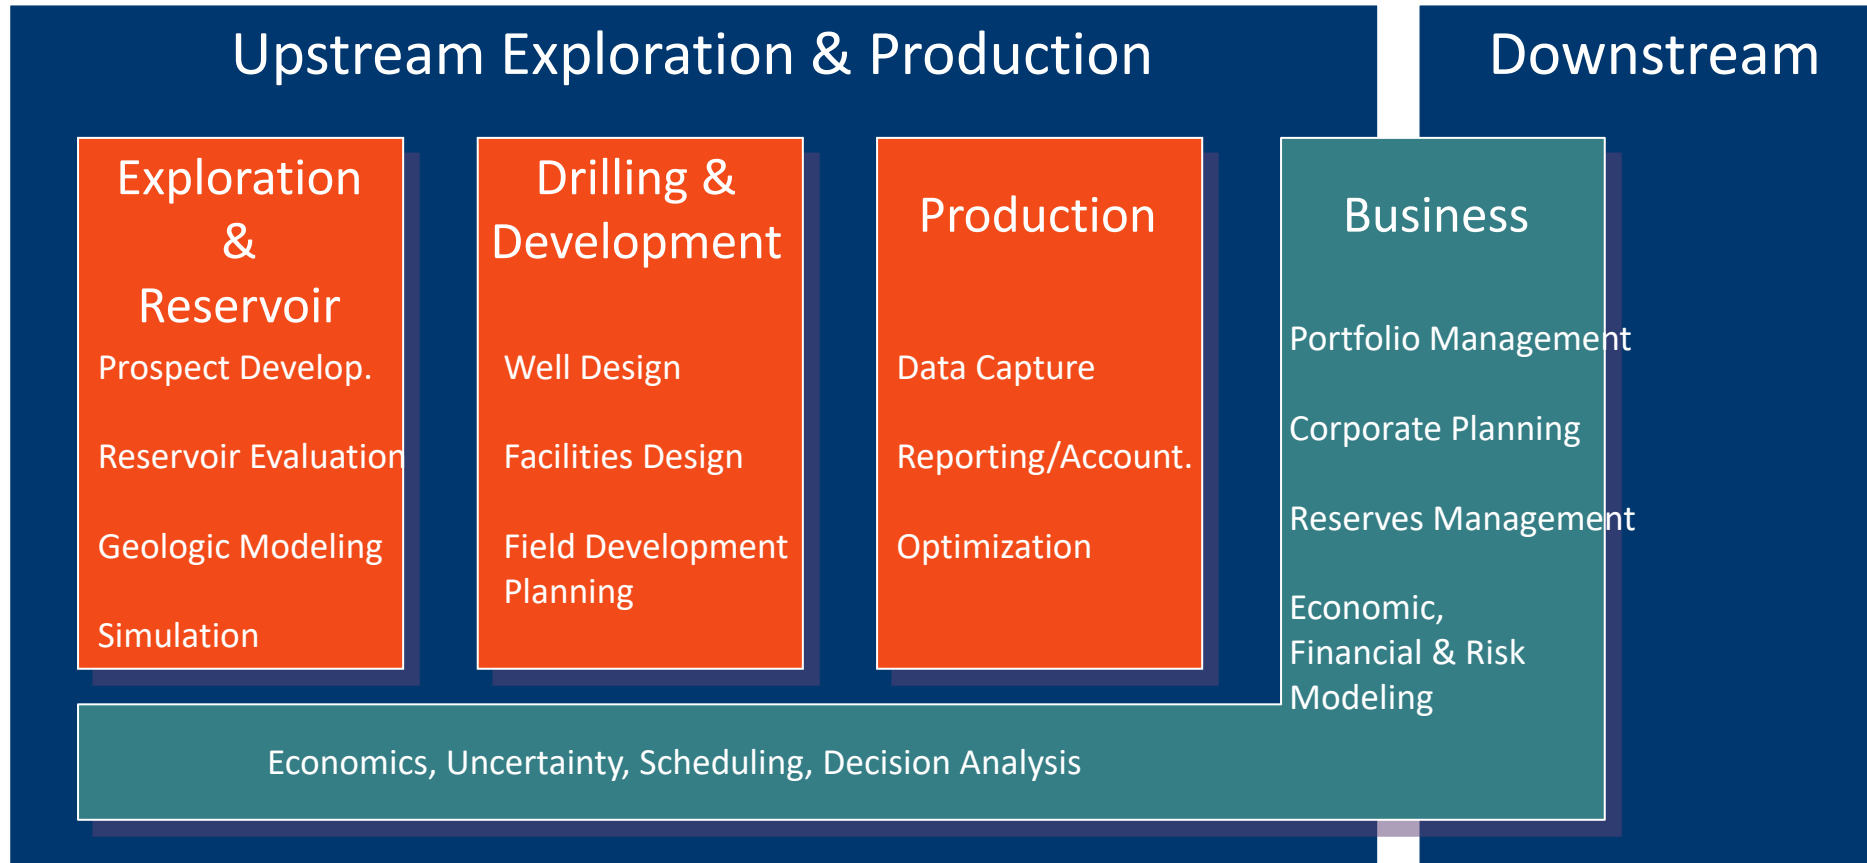 Upstream Exploration & Production
Downstream
Exploration
&
Reservoir
Prospect Develop.
Reservoir Evaluation
Geologic Modeling
Simulation
Drilling &
Development
Well Design
Facilities Design
Field Development
Planning
Production
Data Capture
Reporting/Account.
Optimization
Business
Portfolio Management
Corporate Planning
Reserves Management
Economic,
Financial & Risk
Modeling
Economics, Uncertainty, Scheduling, Decision Analysis